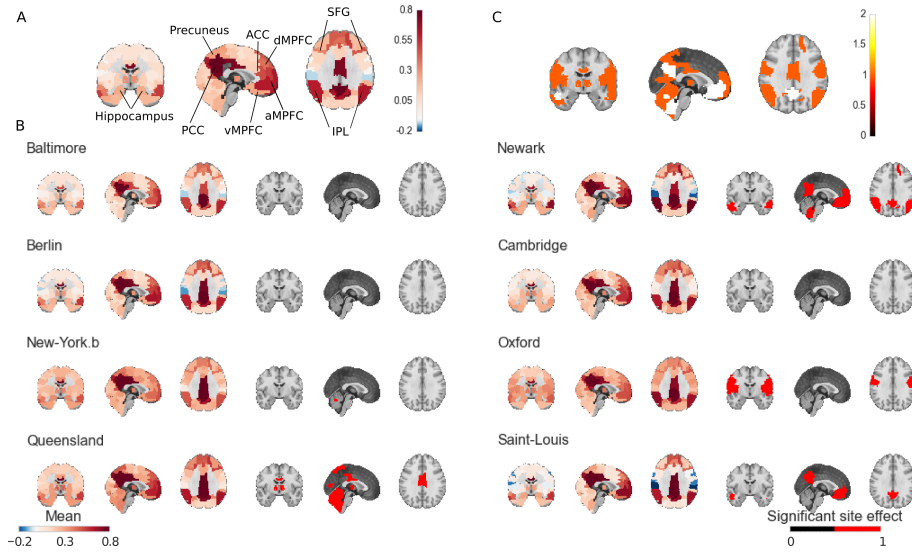 A
Precuneus
ACC
dMPFC
SFG
0.8
0.55
0.3
0.05
-0.2
Hippocampus
PCC
vMPFC
aMPFC
IPL
C
2
1.5
1
0.5
0
B
Baltimore
Newark
Berlin
Cambridge
New-York.b
Oxford
Queensland
Saint-Louis
Mean
−0.2 0.3 0.8
Significant site effect
0 1